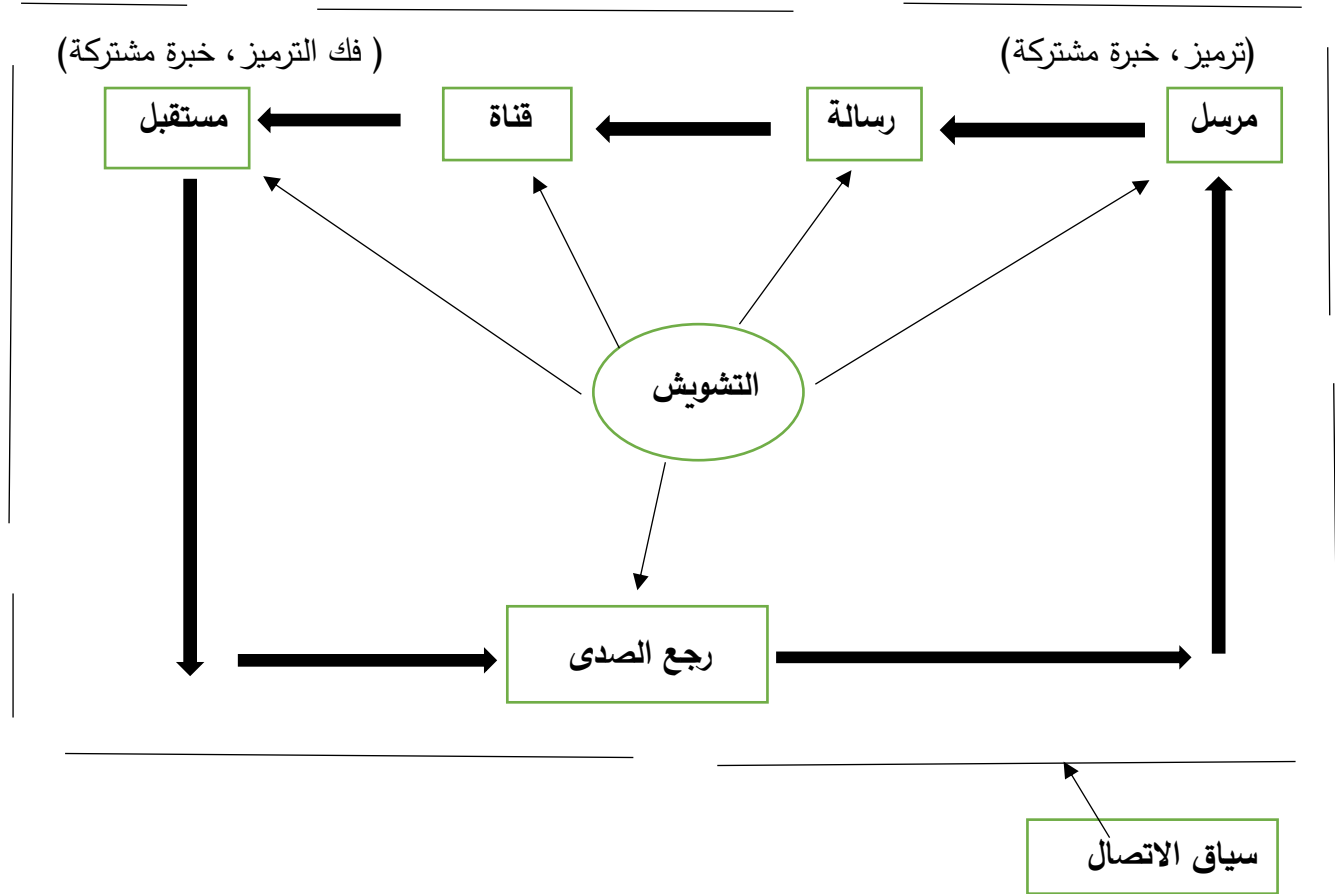 (ترميز ، خبرة مشتركة)
( فك الترميز ، خبرة مشتركة)
مرسل
رسالة
قناة
مستقبل
التشويش
رجع الصدى
سياق الاتصال